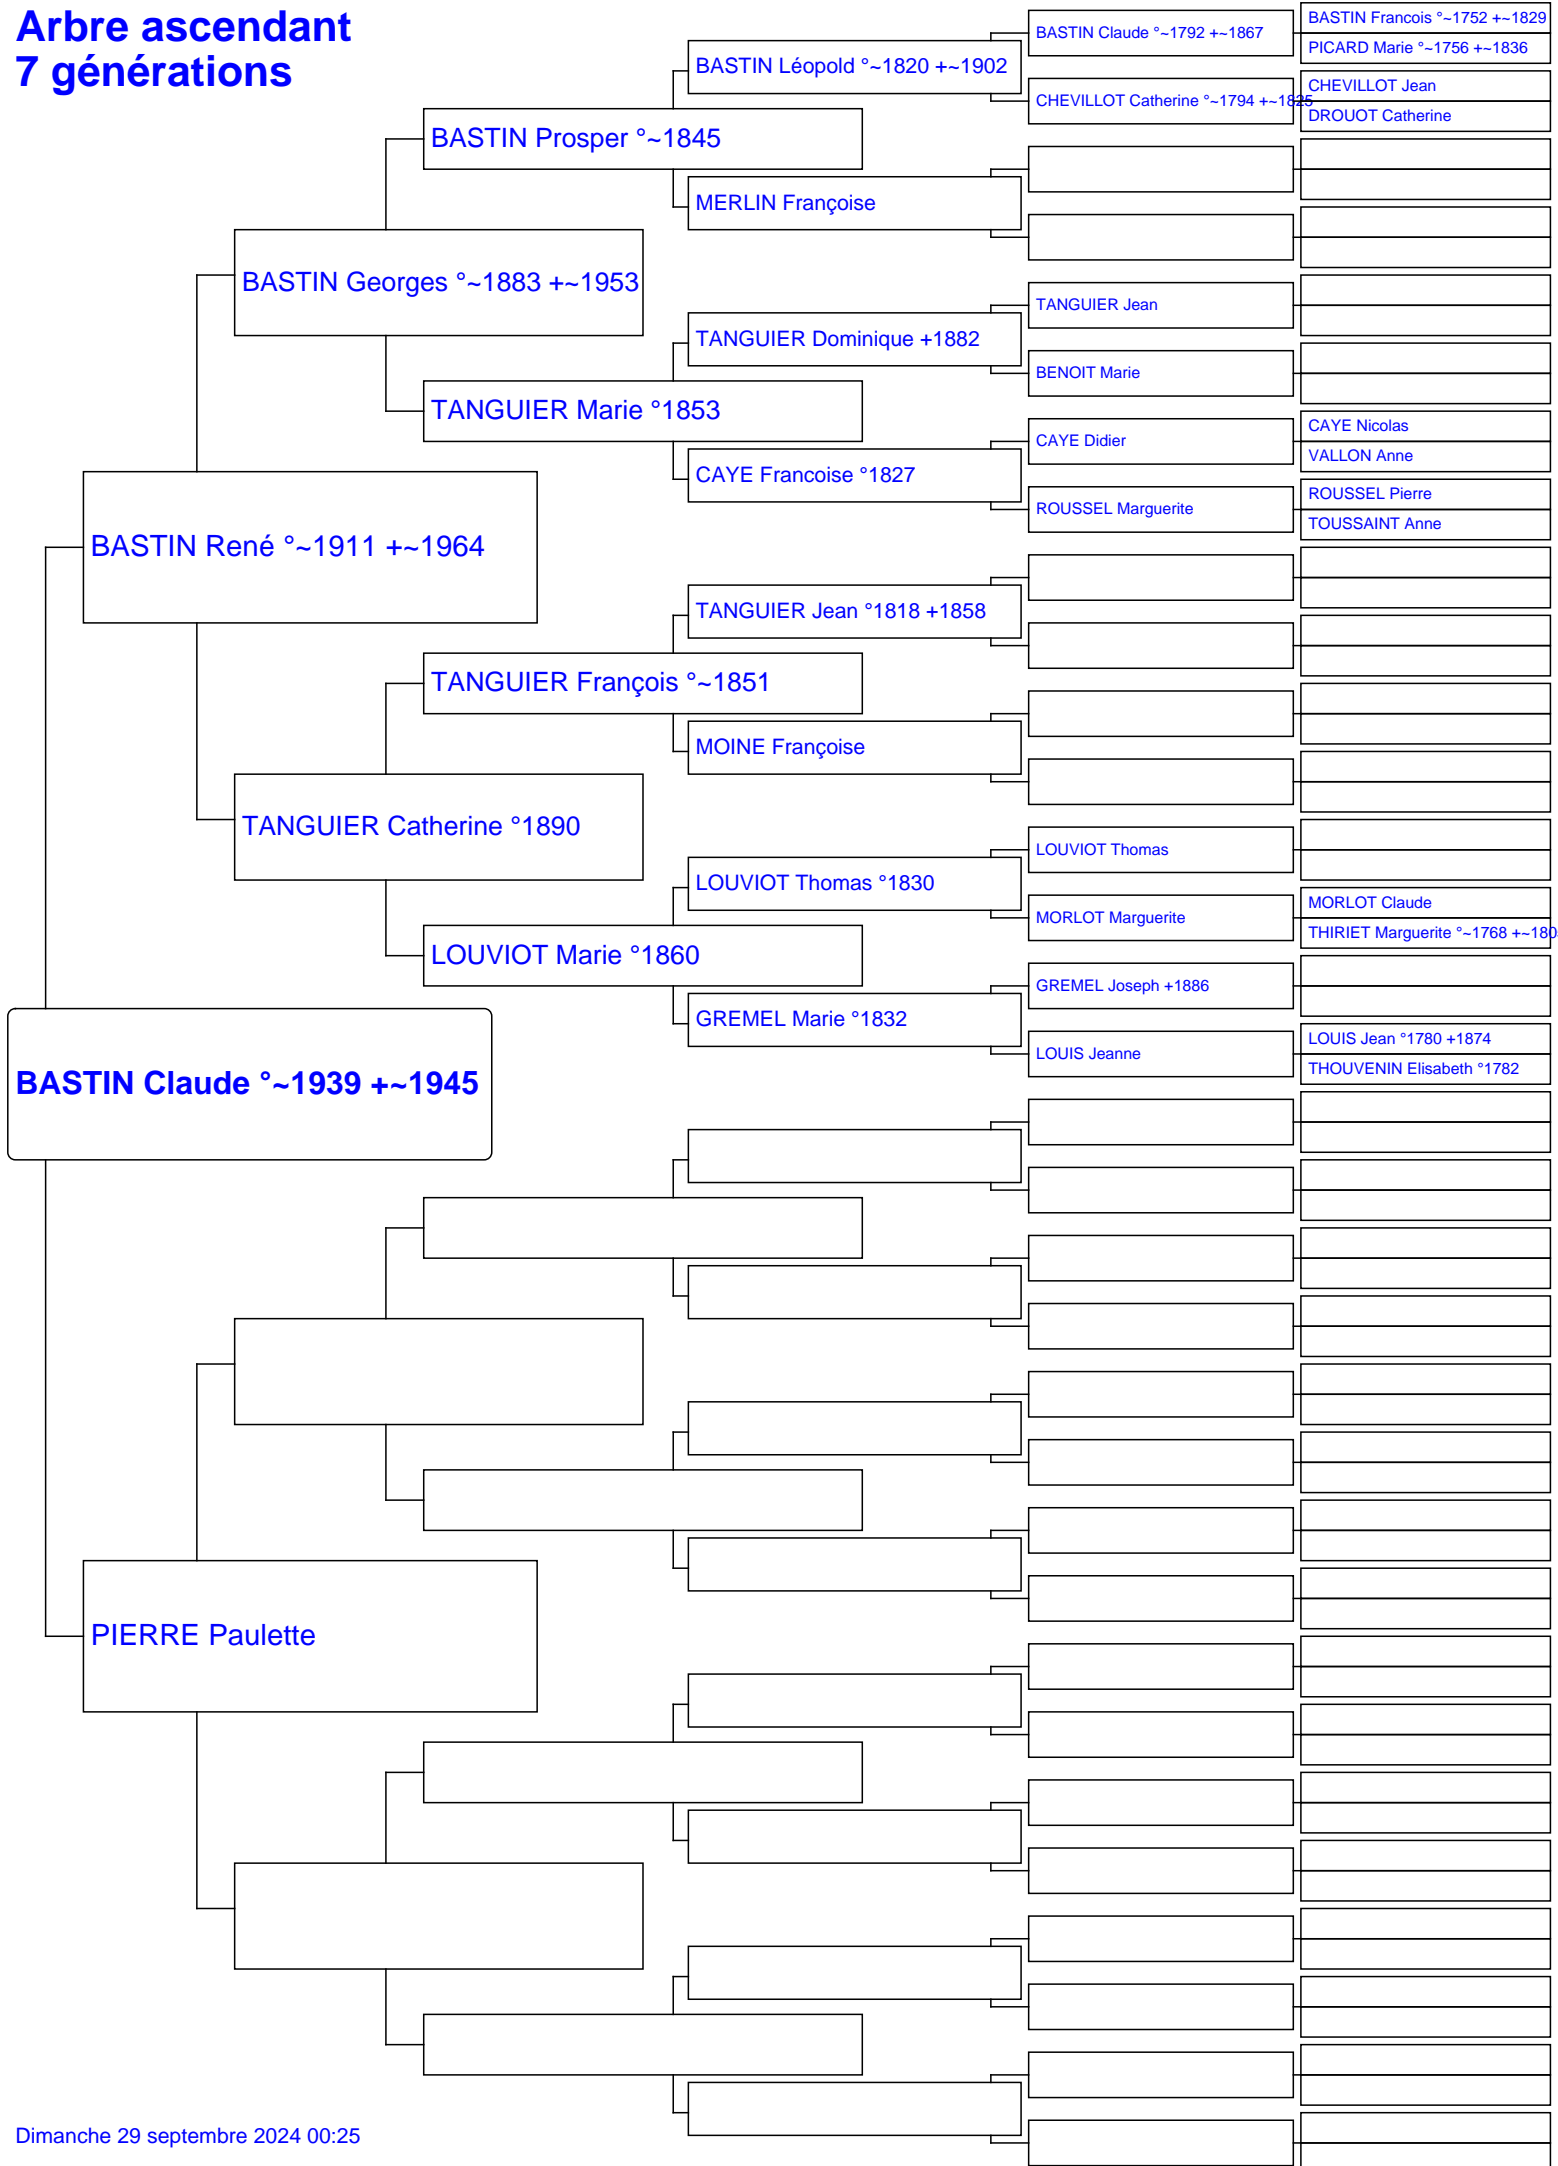 Arbre ascendant
7 générations
BASTIN Claude °~1939 +~1945
BASTIN René °~1911 +~1964
PIERRE Paulette
BASTIN Georges °~1883 +~1953
TANGUIER Catherine °1890
BASTIN Prosper °~1845
TANGUIER Marie °1853
TANGUIER François °~1851
LOUVIOT Marie °1860
BASTIN Léopold °~1820 +~1902
MERLIN Françoise
TANGUIER Dominique +1882
CAYE Francoise °1827
TANGUIER Jean °1818 +1858
MOINE Françoise
LOUVIOT Thomas °1830
GREMEL Marie °1832
BASTIN Claude °~1792 +~1867
CHEVILLOT Catherine °~1794 +~1825
TANGUIER Jean
BENOIT Marie
CAYE Didier
ROUSSEL Marguerite
LOUVIOT Thomas
MORLOT Marguerite
GREMEL Joseph +1886
LOUIS Jeanne
BASTIN Francois °~1752 +~1829
PICARD Marie °~1756 +~1836
CHEVILLOT Jean
DROUOT Catherine
CAYE Nicolas
VALLON Anne
ROUSSEL Pierre
TOUSSAINT Anne
MORLOT Claude
THIRIET Marguerite °~1768 +~180
LOUIS Jean °1780 +1874
THOUVENIN Elisabeth °1782
Dimanche 29 septembre 2024 00:25